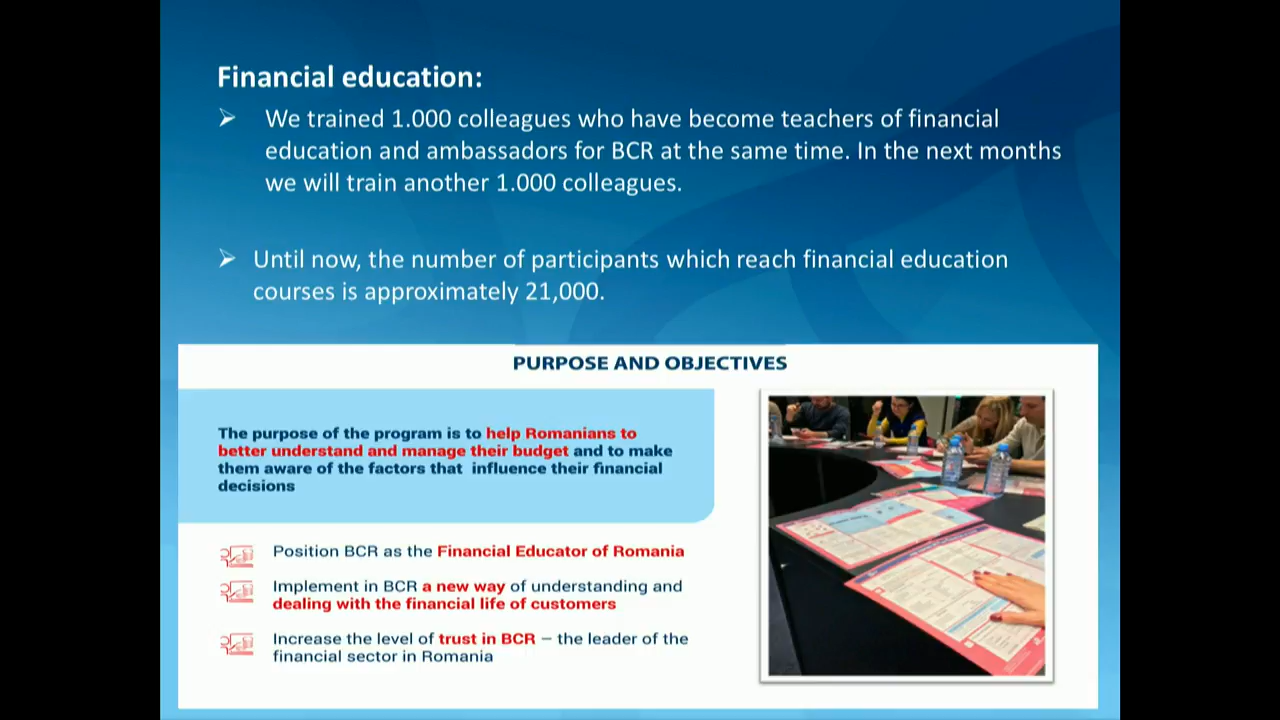 Financial education:
We trained 1.000 colleagues who have become teachers of financial
education and ambassadors for BCR at the same time. In the next months
we will train another 1.000 colleagues.
Until now, the number of participants which reach financial education
courses is approximately 21,000.
PURPOSE AND OBJECTIVES
The purpose of the program is to help Romanians to
better understand and manage their budget and to make
them aware of the factors that influence their financial
decisions
Position BCR as the Financial Educator of Romania
Implement in BCR a new way of understanding and
dealing with the financial life of customers
Increase the level of trust in BCR – the leader of the
financial sector in Romania